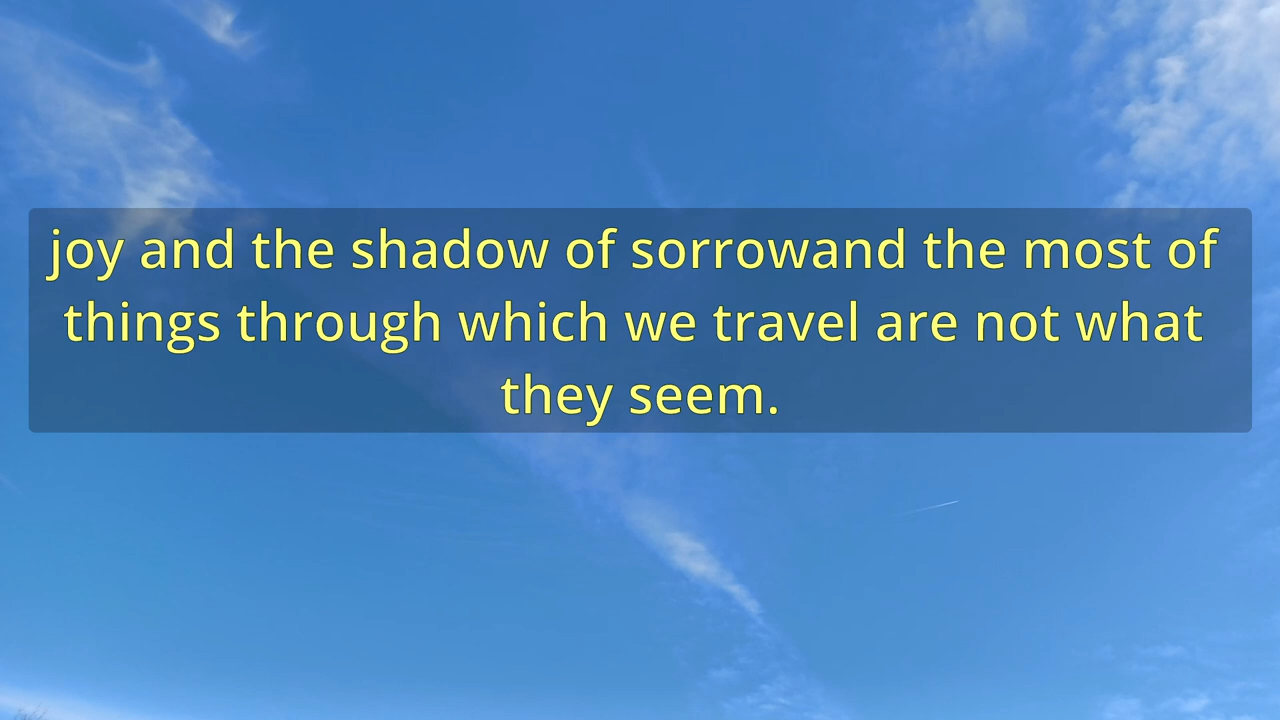 joy and the shadow of sorrowand the most of
things through which we travel are not what
they seem.